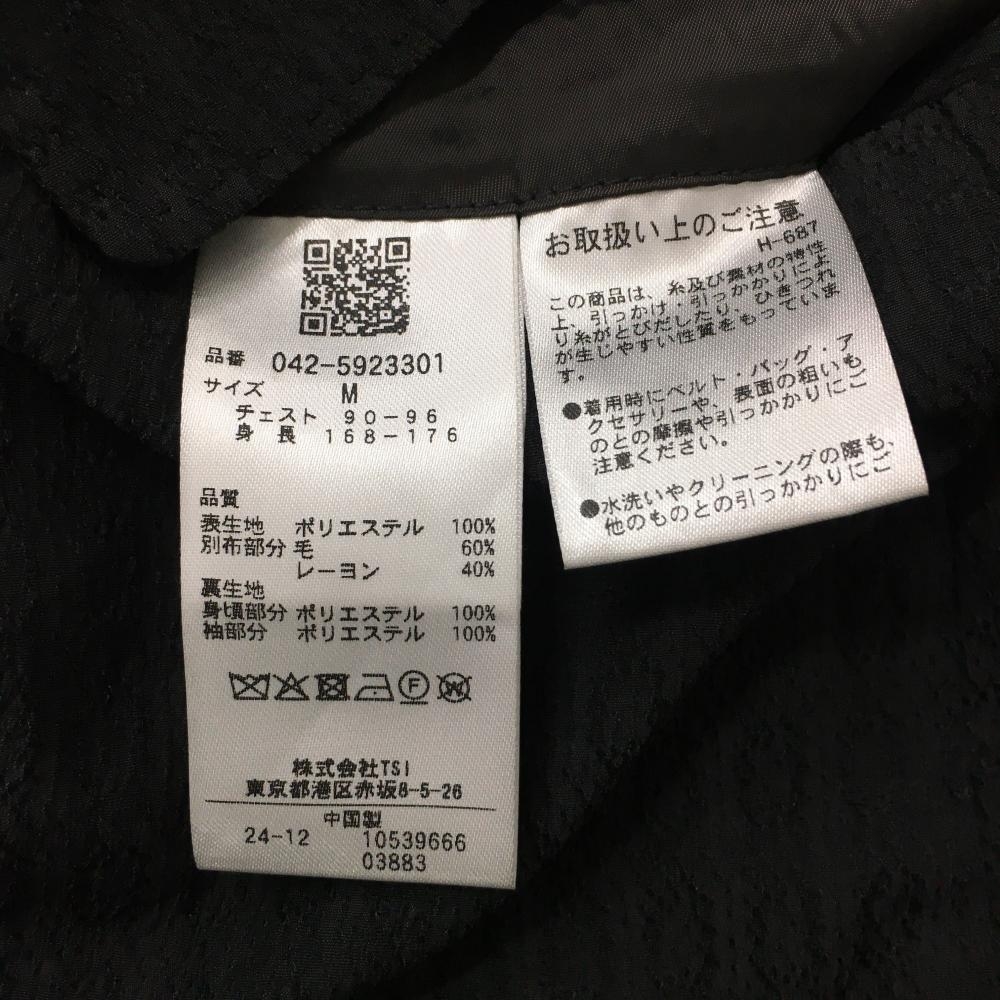 品番 042-5923301
サイズ M
チェスト 90-96
身長 168-176
品質
表生地 ポリエステル 100%
別布部分 毛 60%
レーヨン 40%
裏生地
身頃部分 ポリエステル 100%
袖部分 ポリエステル 100%
F W
株式会社TSI
東京都港区赤坂8-5-26
中国製
24-12 10539666
03883
お取扱い上のご注意
H-687
この商品は、糸及び素材の特性
上、引っかけ・引っかかりにより
り糸がとびだしたり、ひきつれ
が生じやすい性質をもっていま
す。
●着用時にベルト・バッグ・ア
クセサリーや、表面の粗いも
のとの摩擦や引っかかりにご
注意ください。
●水洗いやクリーニングの際も、
他のものとの引っかかりにご